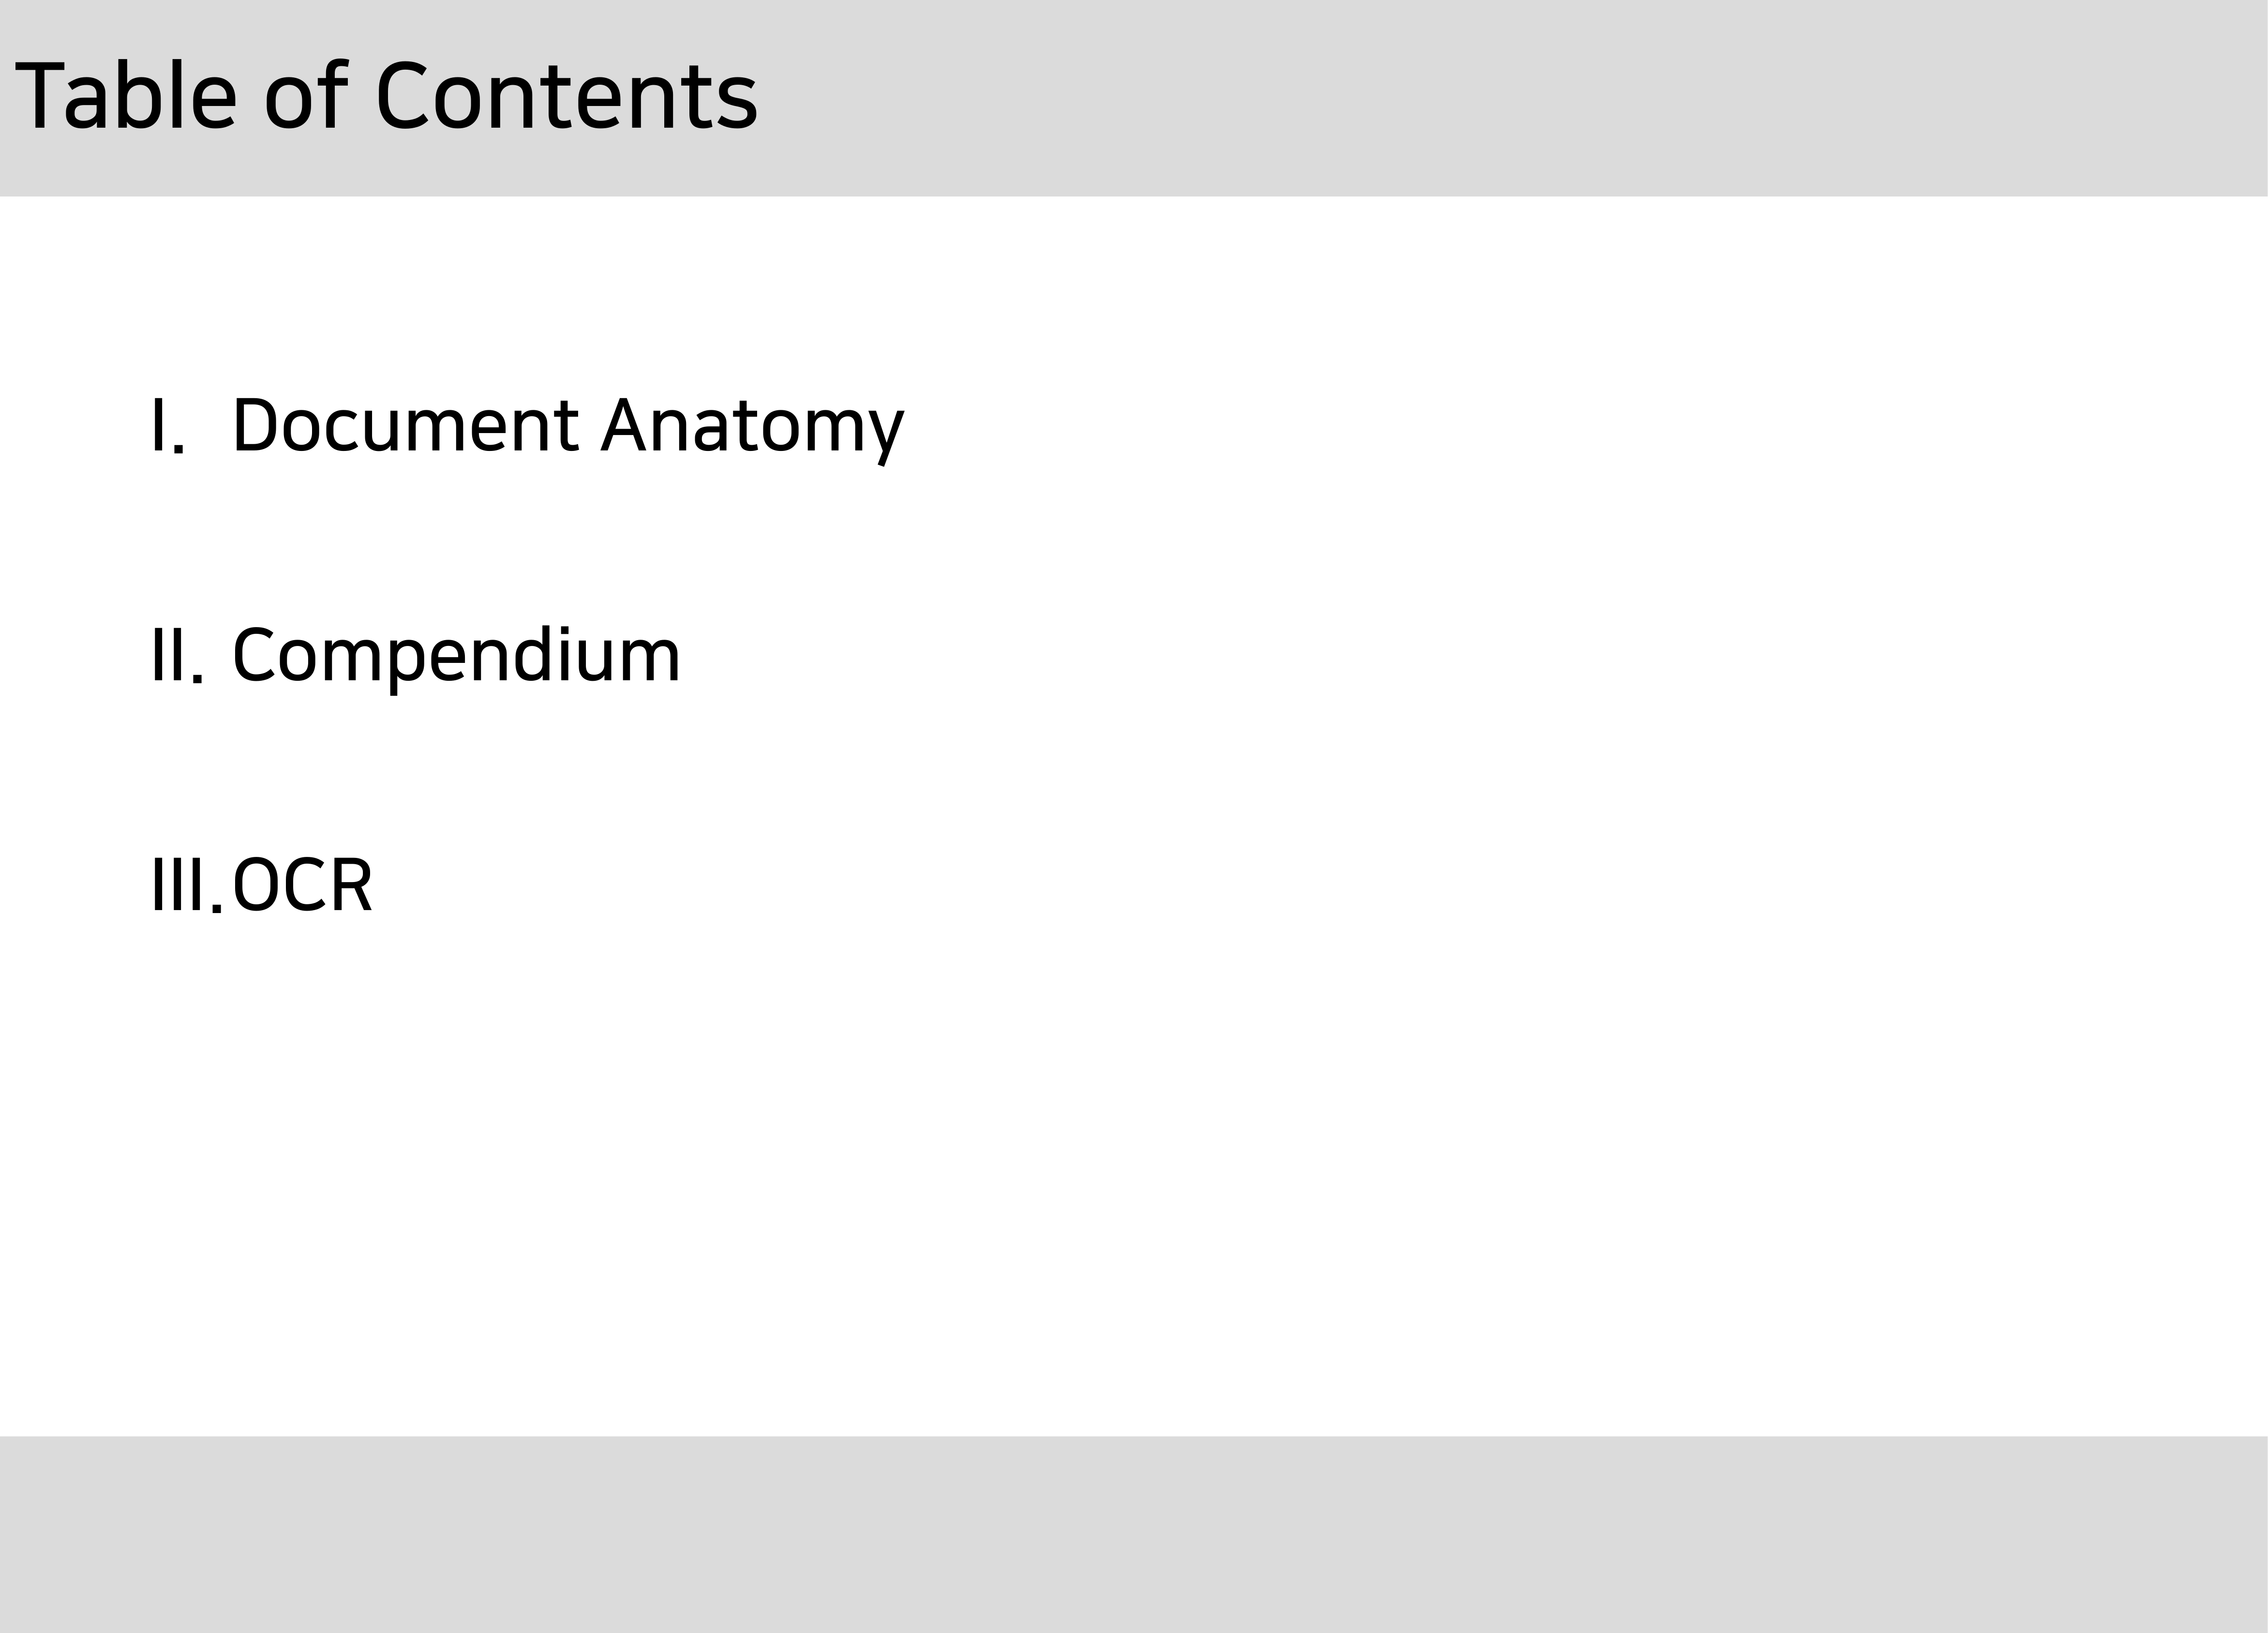 Table of Contents
I. Document Anatomy
II. Compendium
III. OCR